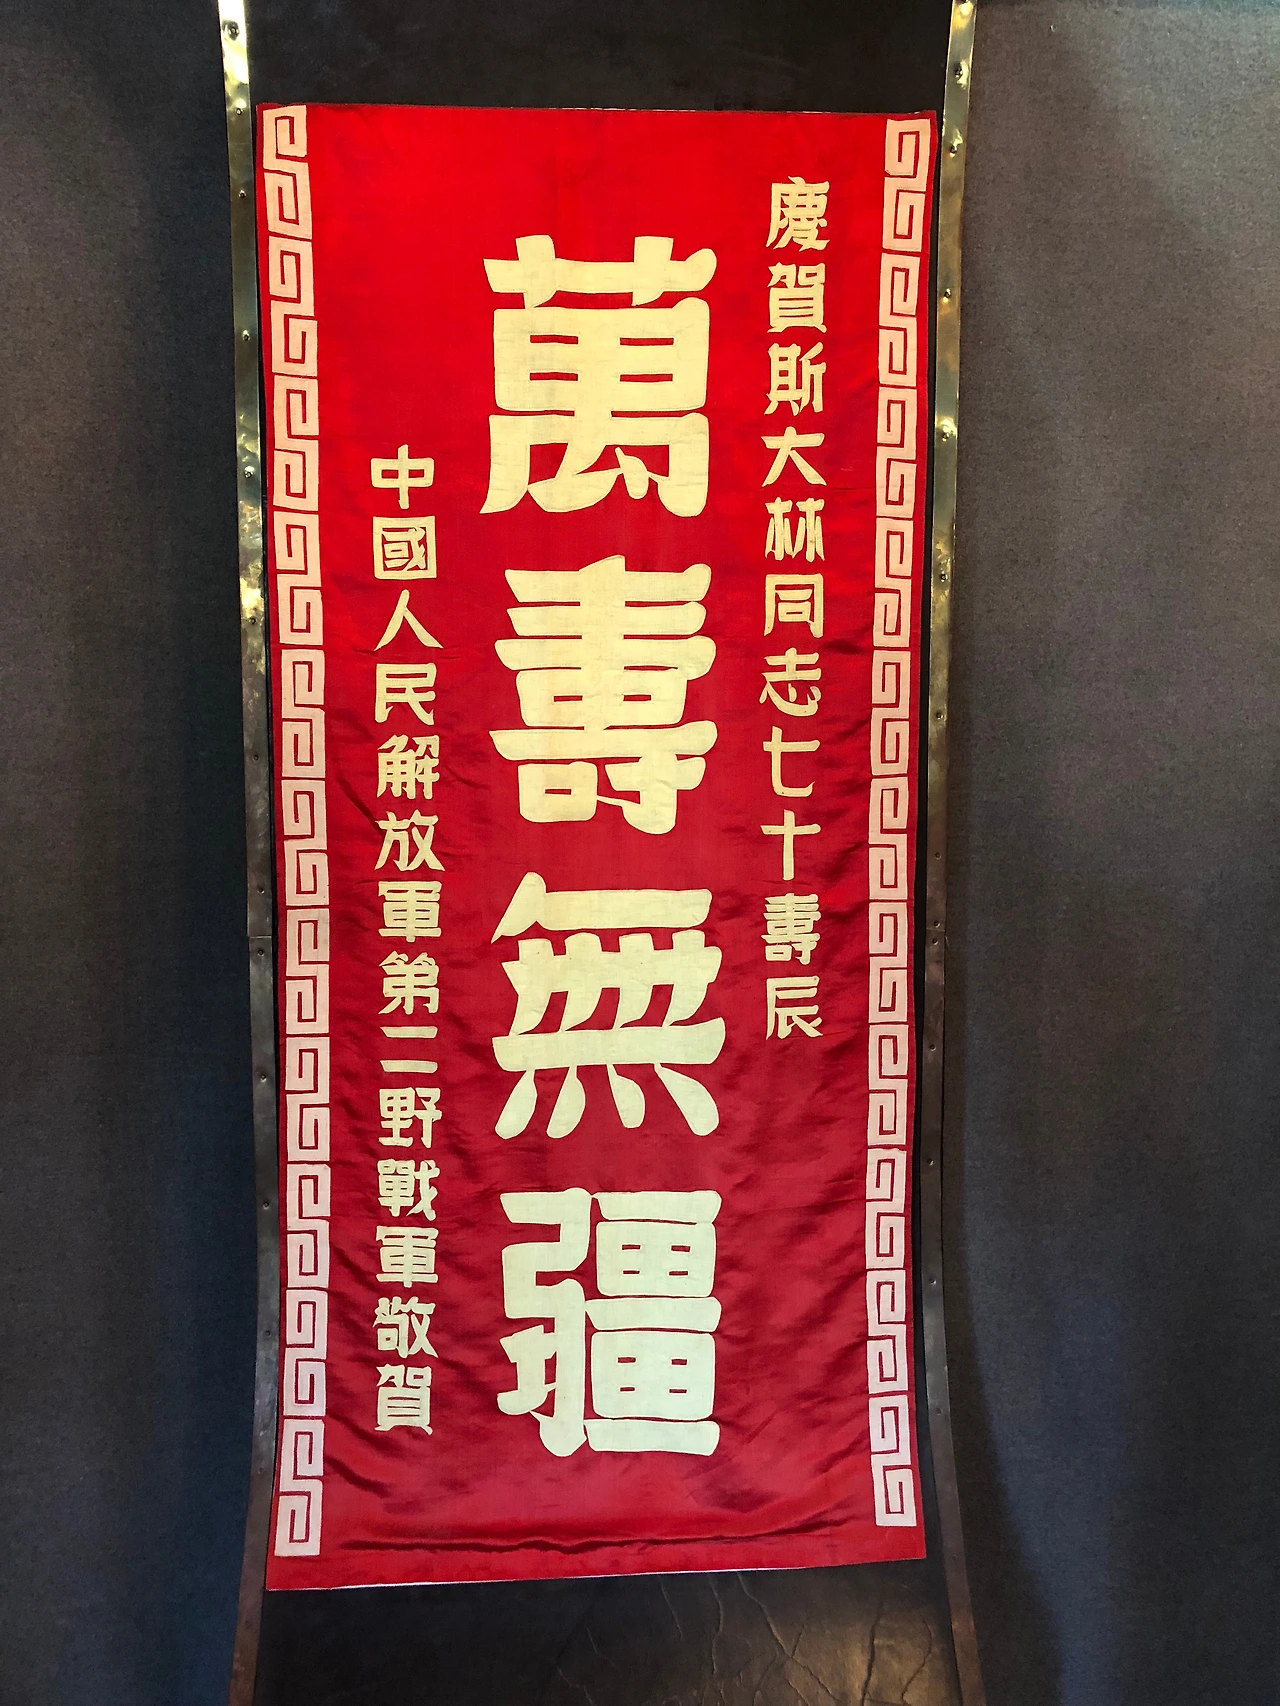 慶賀斯大林同志七十壽辰
萬壽無疆
中國人民解放軍第二野戰軍敬賀